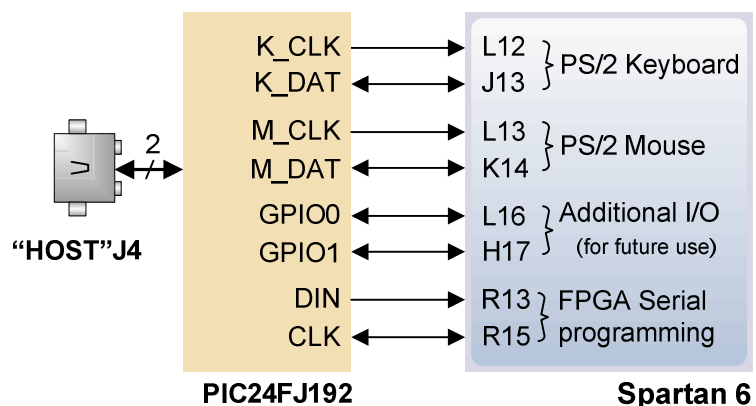 K_CLK L12 PS/2 Keyboard
K_DAT J13
M_CLK L13 PS/2 Mouse
M_DAT K14
2
GPIO0 L16 Additional I/O
GPIO1 H17 (for future use)
"HOST"J4
DIN R13 FPGA Serial
CLK R15 programming
PIC24FJ192 Spartan 6